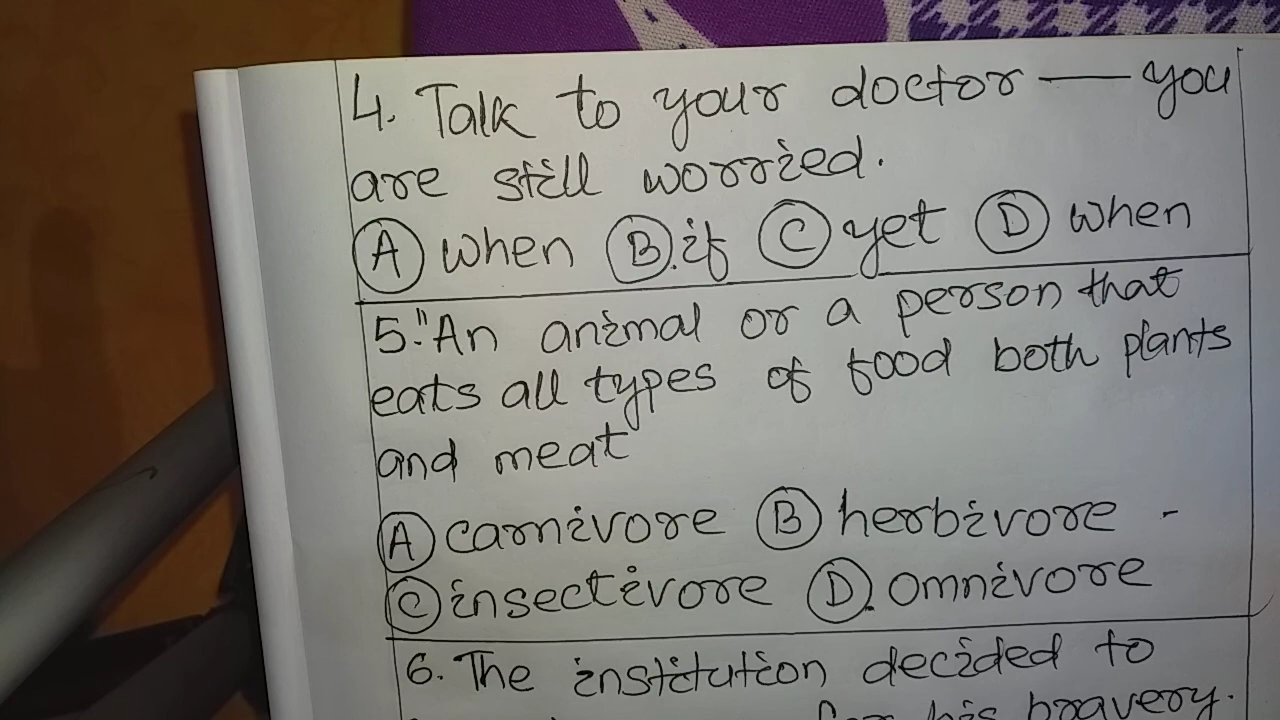 4. Talk to your doctor — you
are still worried.
A when B. if C yet D when
5. "An animal or a person that
eats all types of food both plants
and meat"
A carnivore B herbivore -
C insectivore D. omnivore
6. The institution decided to
for his bravery.